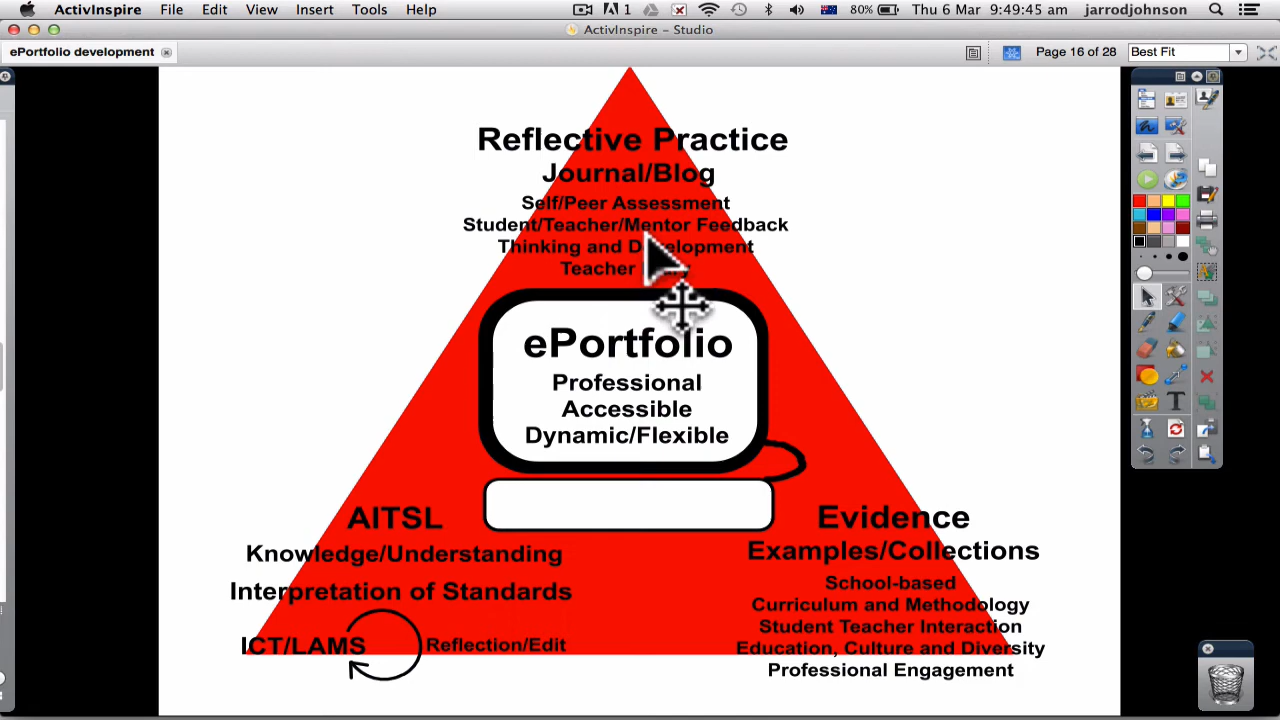 ActivInspire File Edit View Insert Tools Help 1 80% Thu 6 Mar 9:49:45 am jarrodjohnson
ActivInspire – Studio
ePortfolio development
Page 16 of 28 Best Fit
Reflective Practice
Journal/Blog
Self/Peer Assessment
Student/Teacher/Mentor Feedback
Thinking and Development
Teacher
ePortfolio
Professional
Accessible
Dynamic/Flexible
AITSL
Knowledge/Understanding
Interpretation of Standards
ICT/LAMS
Reflection/Edit
Evidence
Examples/Collections
School-based
Curriculum and Methodology
Student Teacher Interaction
Education, Culture and Diversity
Professional Engagement